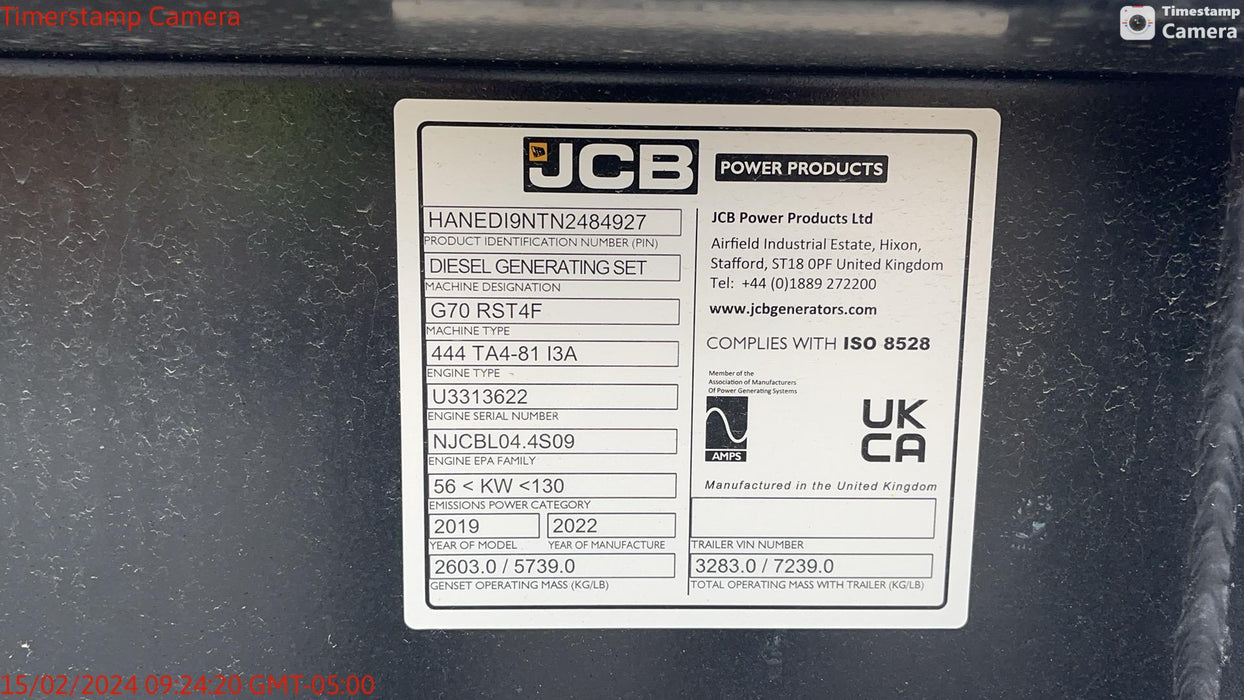 Timerstamp Camera
Timestamp
Camera
JCB POWER PRODUCTS
HANEDI9NTN2484927
PRODUCT IDENTIFICATION NUMBER (PIN)
DIESEL GENERATING SET
MACHINE DESIGNATION
G70 RST4F
MACHINE TYPE
444 TA4-81 I3A
ENGINE TYPE
U3313622
ENGINE SERIAL NUMBER
NJCBL04.4S09
ENGINE EPA FAMILY
56 < KW <130
EMISSIONS POWER CATEGORY
2019 2022
YEAR OF MODEL YEAR OF MANUFACTURE
2603.0 / 5739.0
GENSET OPERATING MASS (KG/LB)
JCB Power Products Ltd
Airfield Industrial Estate, Hixon,
Stafford, ST18 0PF United Kingdom
Tel: +44 (0)1889 272200
www.jcbgenerators.com
COMPLIES WITH ISO 8528
Member of the
Association of Manufacturers
Of Power Generating Systems
AMPS
UK
CA
Manufactured in the United Kingdom
TRAILER VIN NUMBER
3283.0 / 7239.0
TOTAL OPERATING MASS WITH TRAILER (KG/LB)
15/02/2024 09:24:20 GMT-05:00